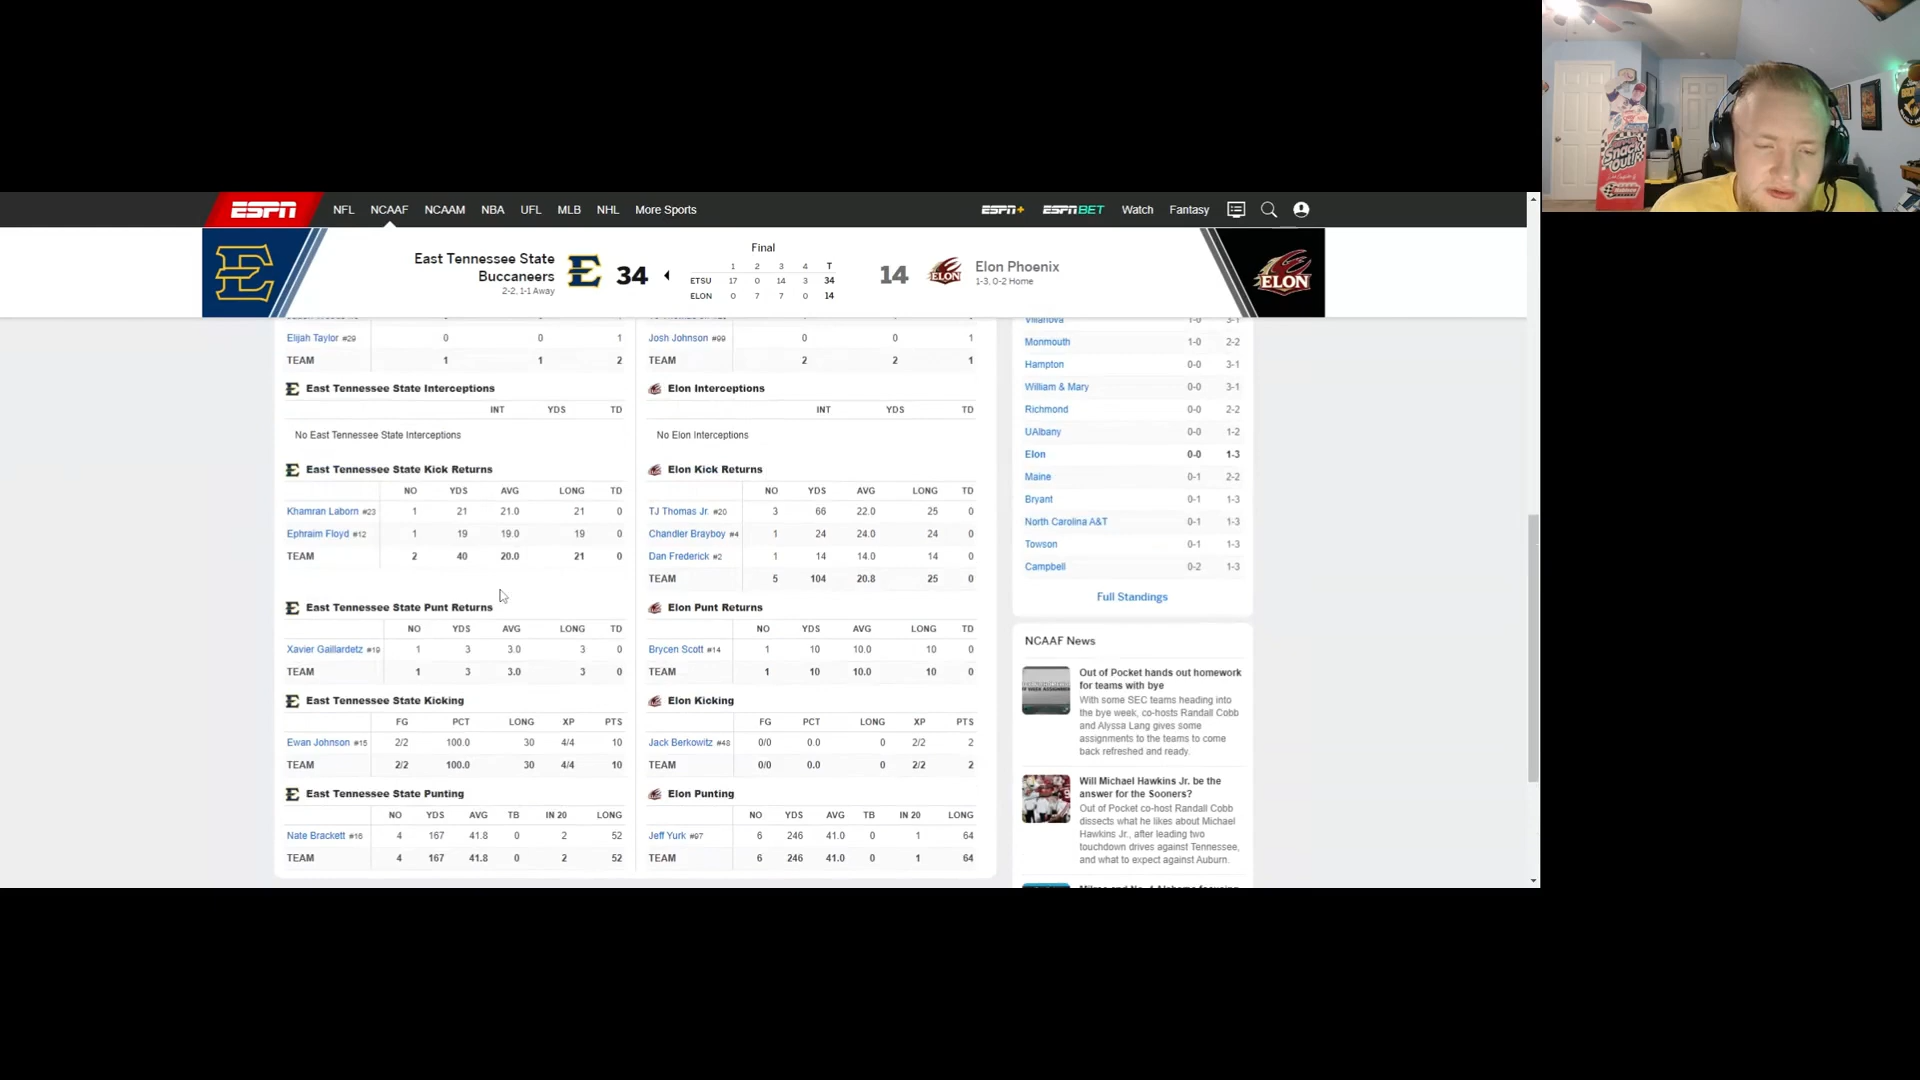 ESPN NFL NCAAF NCAAM NBA UFL MLB NHL More Sports ESPN+ ESPN BET Watch Fantasy
East Tennessee State
Buccaneers
2-2, 1-1 Away
34
Final
1 2 3 4 T
ETSU 17 0 14 3 34
ELON 0 7 7 0 14
14
ELON
Elon Phoenix
1-3, 0-2 Home
ELON
Elijah Taylor #29 0 0 1
TEAM 1 1 2
East Tennessee State Interceptions
INT YDS TD
No East Tennessee State Interceptions
East Tennessee State Kick Returns
NO YDS AVG LONG TD
Khamran Laborn #23 1 21 21.0 21 0
Ephraim Floyd #12 1 19 19.0 19 0
TEAM 2 40 20.0 21 0
East Tennessee State Punt Returns
NO YDS AVG LONG TD
Xavier Gaillardetz #19 1 3 3.0 3 0
TEAM 1 3 3.0 3 0
East Tennessee State Kicking
FG PCT LONG XP PTS
Ewan Johnson #15 2/2 100.0 30 4/4 10
TEAM 2/2 100.0 30 4/4 10
East Tennessee State Punting
NO YDS AVG TB IN 20 LONG
Nate Brackett #16 4 167 41.8 0 2 52
TEAM 4 167 41.8 0 2 52
Josh Johnson #99 0 0 1
TEAM 2 2 1
Elon Interceptions
INT YDS TD
No Elon Interceptions
Elon Kick Returns
NO YDS AVG LONG TD
TJ Thomas Jr. #20 3 66 22.0 25 0
Chandler Brayboy #4 1 24 24.0 24 0
Dan Frederick #2 1 14 14.0 14 0
TEAM 5 104 20.8 25 0
Elon Punt Returns
NO YDS AVG LONG TD
Brycen Scott #14 1 10 10.0 10 0
TEAM 1 10 10.0 10 0
Elon Kicking
FG PCT LONG XP PTS
Jack Berkowitz #48 0/0 0.0 0 2/2 2
TEAM 0/0 0.0 0 2/2 2
Elon Punting
NO YDS AVG TB IN 20 LONG
Jeff Yurk #97 6 246 41.0 0 1 64
TEAM 6 246 41.0 0 1 64
Villanova 1-0 3-1
Monmouth 1-0 2-2
Hampton 0-0 3-1
William & Mary 0-0 3-1
Richmond 0-0 2-2
UAlbany 0-0 1-2
Elon 0-0 1-3
Maine 0-1 2-2
Bryant 0-1 1-3
North Carolina A&T 0-1 1-3
Towson 0-1 1-3
Campbell 0-2 1-3
Full Standings
NCAAF News
Out of Pocket hands out homework
for teams with bye
With some SEC teams heading into
the bye week, co-hosts Randall Cobb
and Alyssa Lang gives some
assignments to the teams to come
back refreshed and ready.
Will Michael Hawkins Jr. be the
answer for the Sooners?
Out of Pocket co-host Randall Cobb
dissects what he likes about Michael
Hawkins Jr., after leading two
touchdown drives against Tennessee,
and what to expect against Auburn.
Snack
Out!